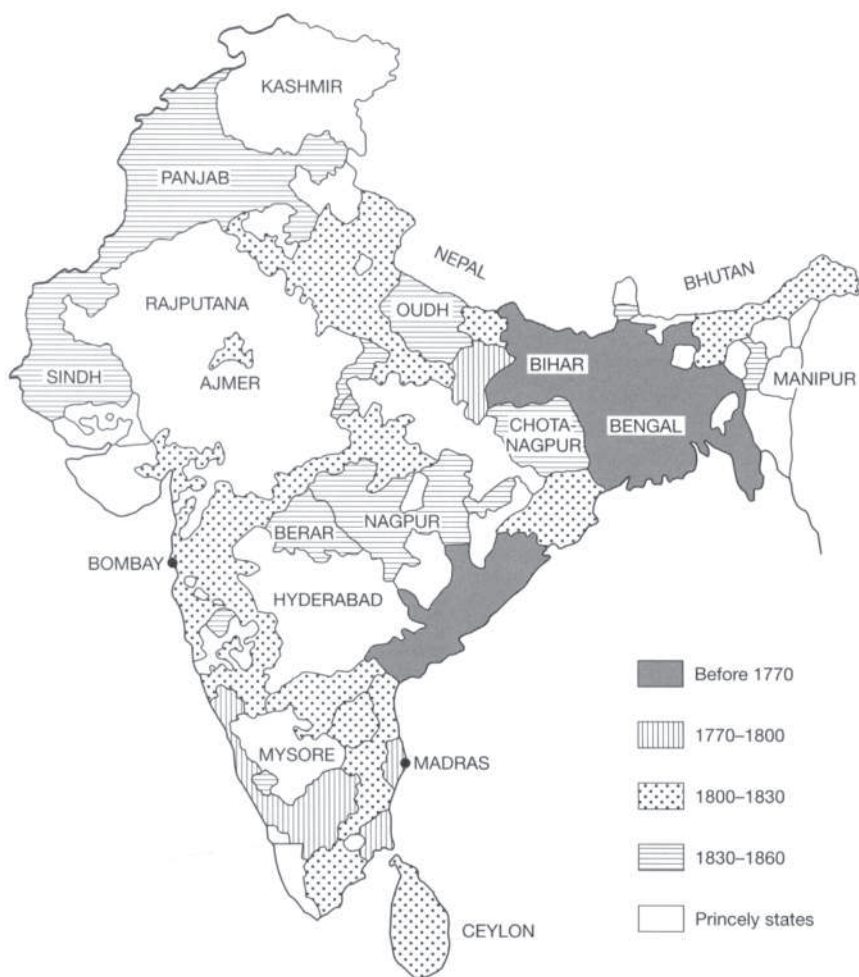 KASHMIR
PANJAB
NEPAL
BHUTAN
RAJPUTANA
OUDH
SINDH
AJMER
BIHAR
MANIPUR
CHOTA-
NAGPUR
BENGAL
BERAR
NAGPUR
BOMBAY
HYDERABAD
MYSORE
MADRAS
CEYLON
Before 1770
1770–1800
1800–1830
1830–1860
Princely states